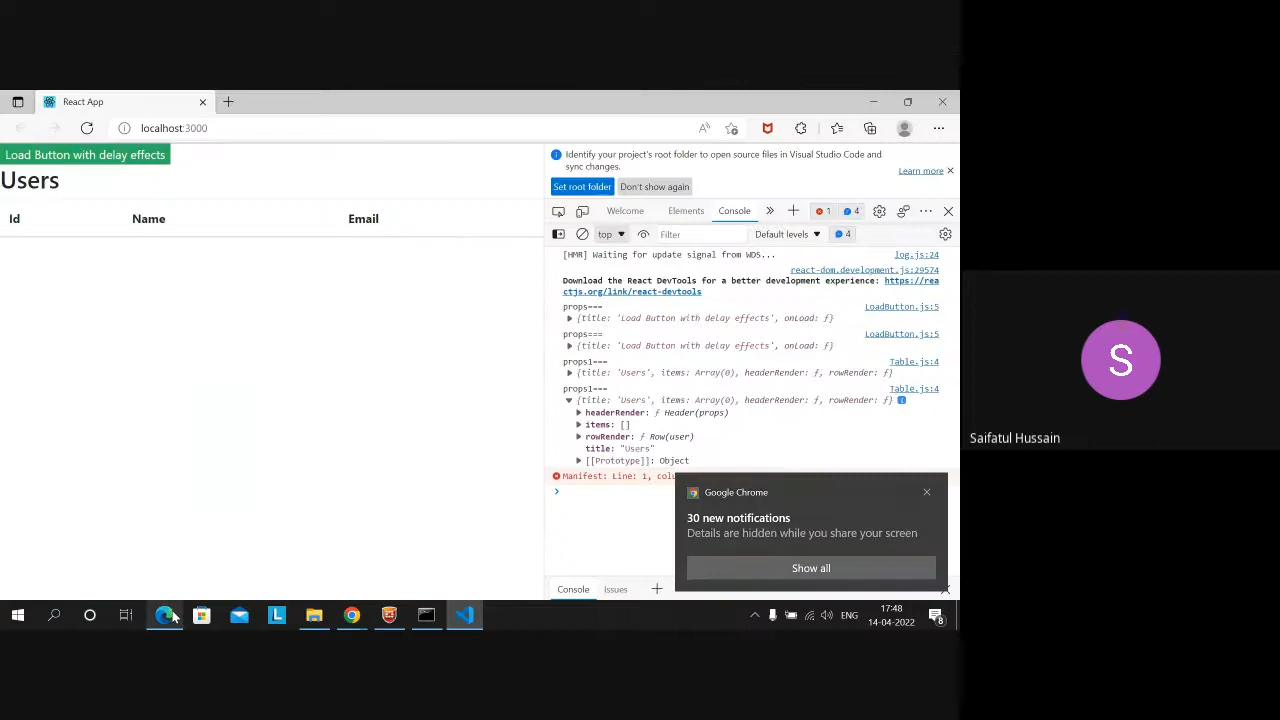 React App
localhost:3000
Load Button with delay effects
Users
Id Name Email
Identify your project's root folder to open source files in Visual Studio Code and
sync changes.
Learn more
Set root folder Don't show again
Welcome Elements Console 1 4
top Filter Default levels 4
[HMR] Waiting for update signal from WDS... log.js:24
react-dom.development.js:29574
Download the React DevTools for a better development experience: https://rea
ctjs.org/link/react-devtools
props=== LoadButton.js:5
{title: 'Load Button with delay effects', onLoad: ƒ}
props=== LoadButton.js:5
{title: 'Load Button with delay effects', onLoad: ƒ}
props1=== Table.js:4
{title: 'Users', items: Array(0), headerRender: ƒ, rowRender: ƒ}
props1=== Table.js:4
{title: 'Users', items: Array(0), headerRender: ƒ, rowRender: ƒ}
headerRender: ƒ Header(props)
items: []
rowRender: ƒ Row(user)
title: "Users"
[[Prototype]]: Object
Manifest: Line: 1, colu
Google Chrome
30 new notifications
Details are hidden while you share your screen
Show all
Console Issues
ENG
17:48
14-04-2022
8
S
Saifatul Hussain